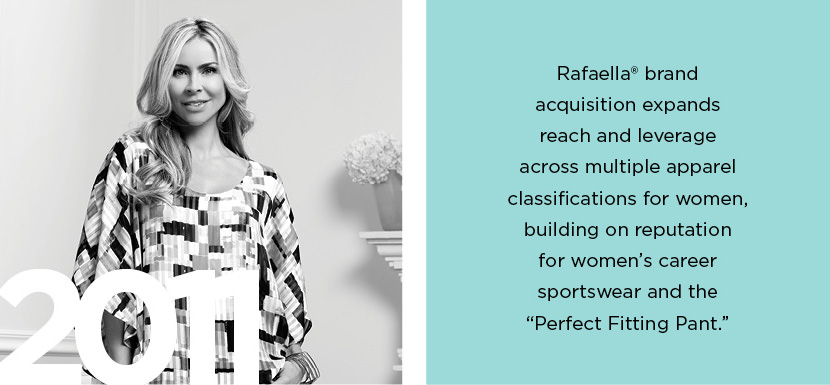 2011
Rafaella® brand
acquisition expands
reach and leverage
across multiple apparel
classifications for women,
building on reputation
for women’s career
sportswear and the
“Perfect Fitting Pant.”